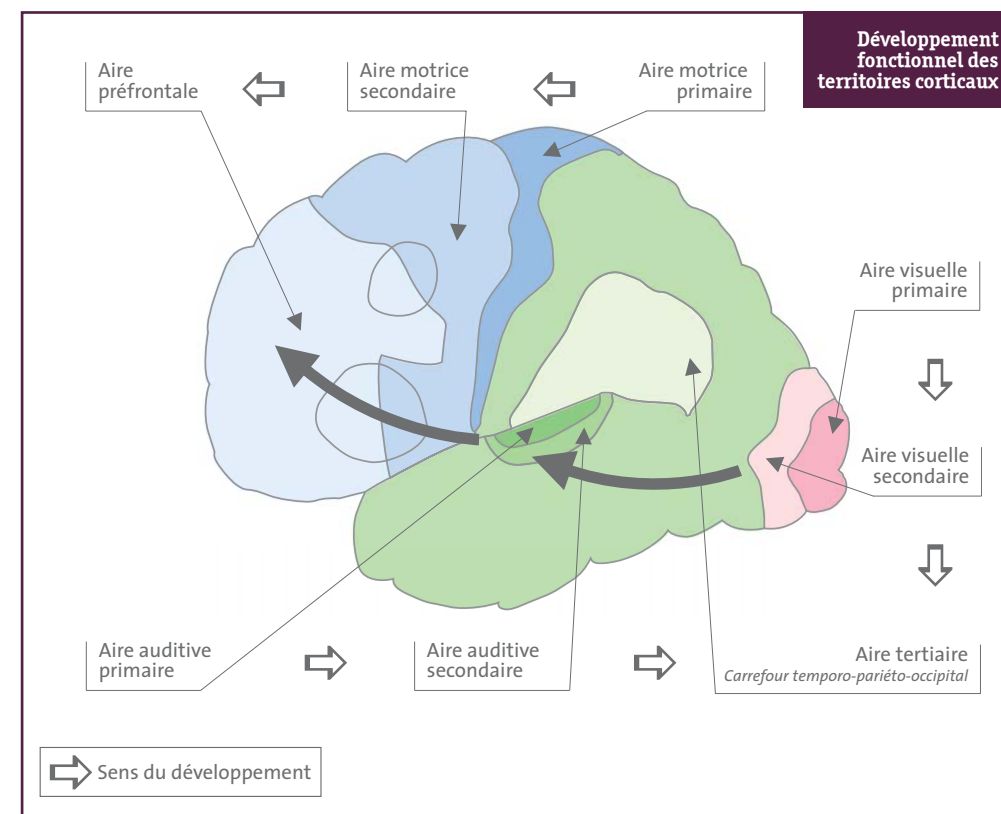 Développement
fonctionnel des
territoires corticaux
Aire
préfrontale
Aire motrice
secondaire
Aire motrice
primaire
Aire visuelle
primaire
Aire visuelle
secondaire
Aire auditive
primaire
Aire auditive
secondaire
Aire tertiaire
Carrefour temporo-pariéto-occipital
Sens du développement